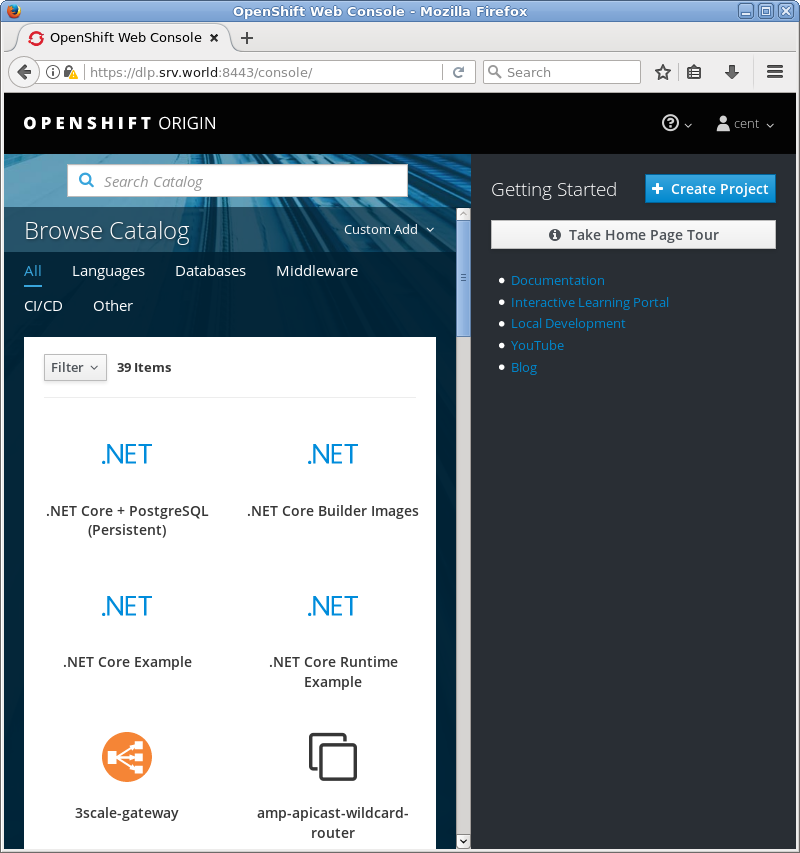 OpenShift Web Console - Mozilla Firefox
OpenShift Web Console
https://dlp.srv.world:8443/console/
Search
OPENSHIFT ORIGIN
cent
Search Catalog
Browse Catalog
Custom Add
All Languages Databases Middleware
CI/CD Other
Filter 39 Items
.NET .NET
.NET Core + PostgreSQL
(Persistent)
.NET Core Builder Images
.NET .NET
.NET Core Example
.NET Core Runtime
Example
3scale-gateway
amp-apicast-wildcard-
router
Getting Started
Create Project
Take Home Page Tour
Documentation
Interactive Learning Portal
Local Development
YouTube
Blog